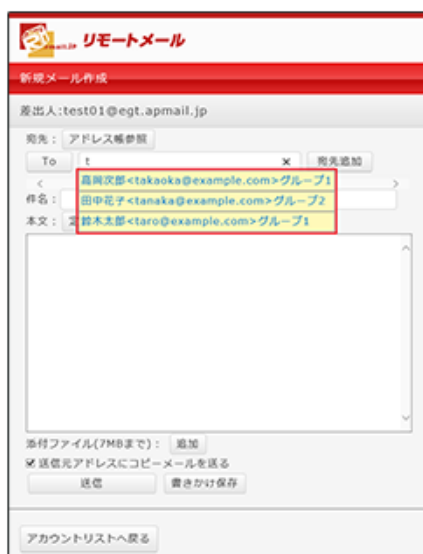 リモートメール
新規メール作成
差出人:test01@egt.apmail.jp
宛先： アドレス帳参照
To t × 宛先追加
< >
高岡次郎<takaoka@example.com>グループ1
件名：
田中花子<tanaka@example.com>グループ2
本文： 定
鈴木太郎<taro@example.com>グループ1
添付ファイル(7MBまで)： 追加
送信元アドレスにコピーメールを送る
送信 書きかけ保存
アカウントリストへ戻る